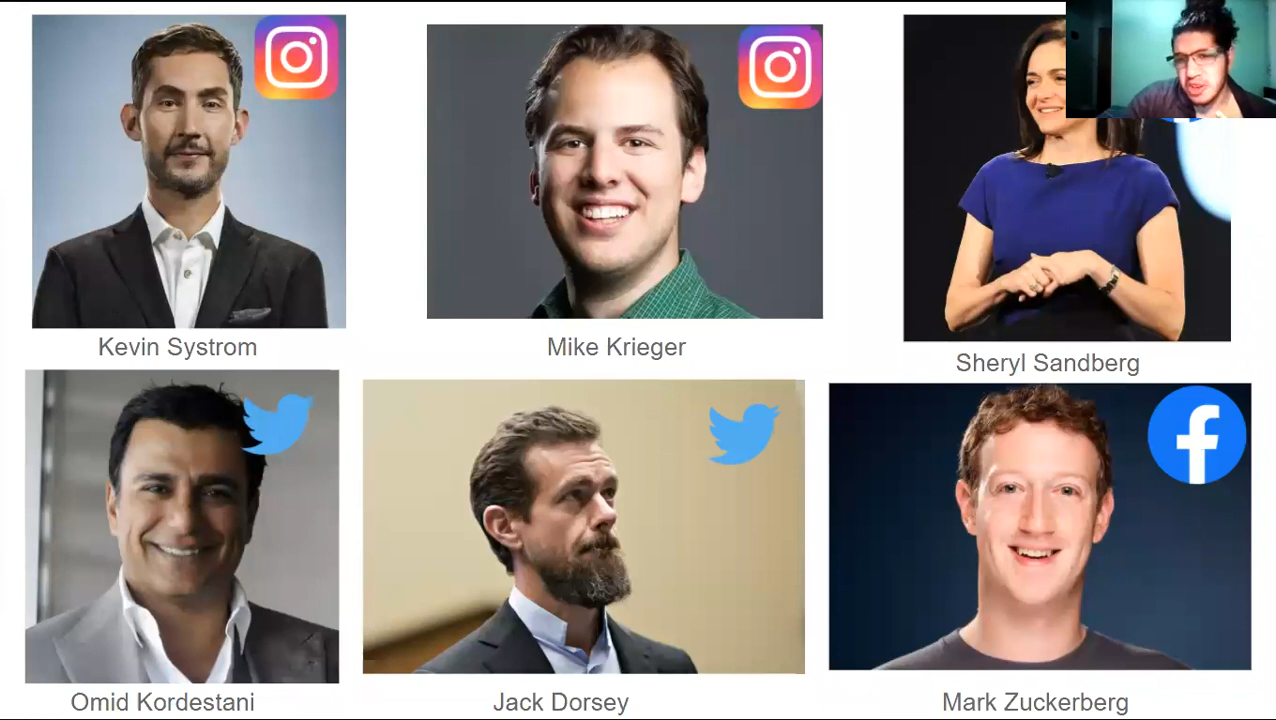 Kevin Systrom
Mike Krieger
Sheryl Sandberg
Omid Kordestani
Jack Dorsey
Mark Zuckerberg